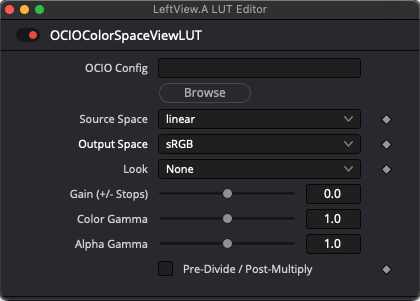 LeftView.A LUT Editor
OCIOColorSpaceViewLUT
OCIO Config
Browse
Source Space linear
Output Space sRGB
Look None
Gain (+/- Stops) 0.0
Color Gamma 1.0
Alpha Gamma 1.0
Pre-Divide / Post-Multiply